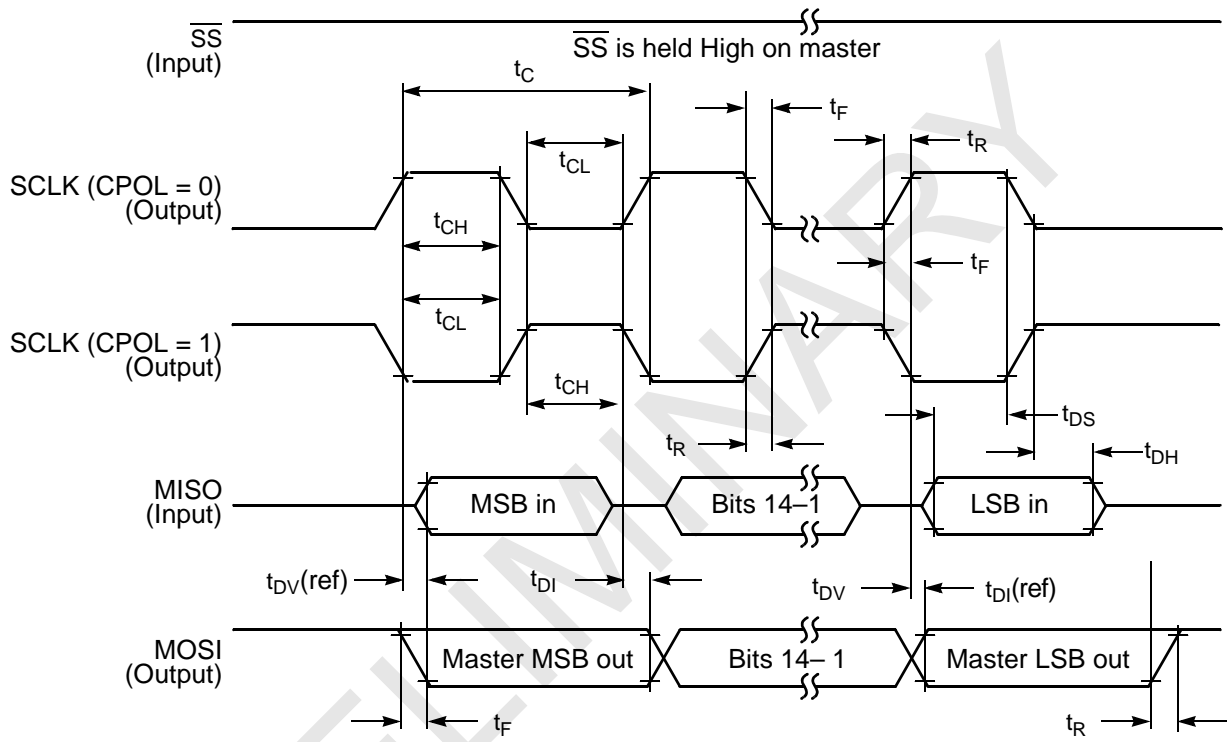 SS
(Input)
SS is held High on master
tC
tF
tR
tCL
SCLK (CPOL = 0)
(Output)
tCH
tF
tCL
SCLK (CPOL = 1)
(Output)
tCH
tDS
tR
tDH
MISO
(Input)
MSB in
Bits 14–1
LSB in
tDV(ref)
tDI
tDV
tDI(ref)
MOSI
(Output)
Master MSB out
Bits 14– 1
Master LSB out
tF
tR
ELIMINARY